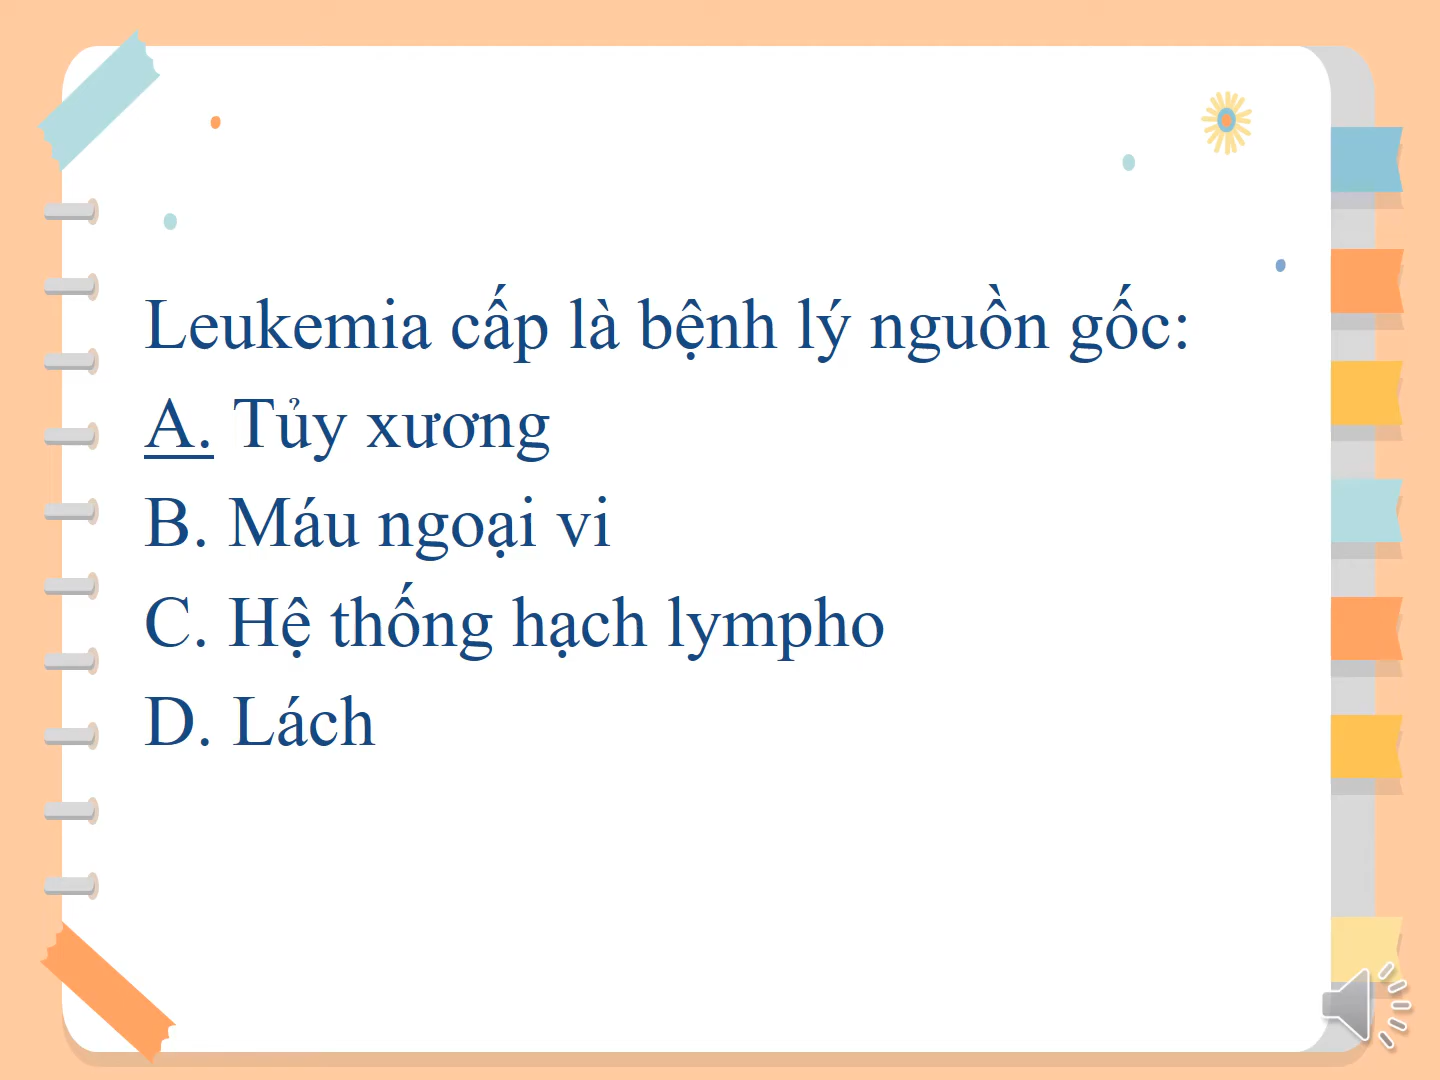 Leukemia cấp là bệnh lý nguồn gốc:
A. Tủy xương
B. Máu ngoại vi
C. Hệ thống hạch lympho
D. Lách